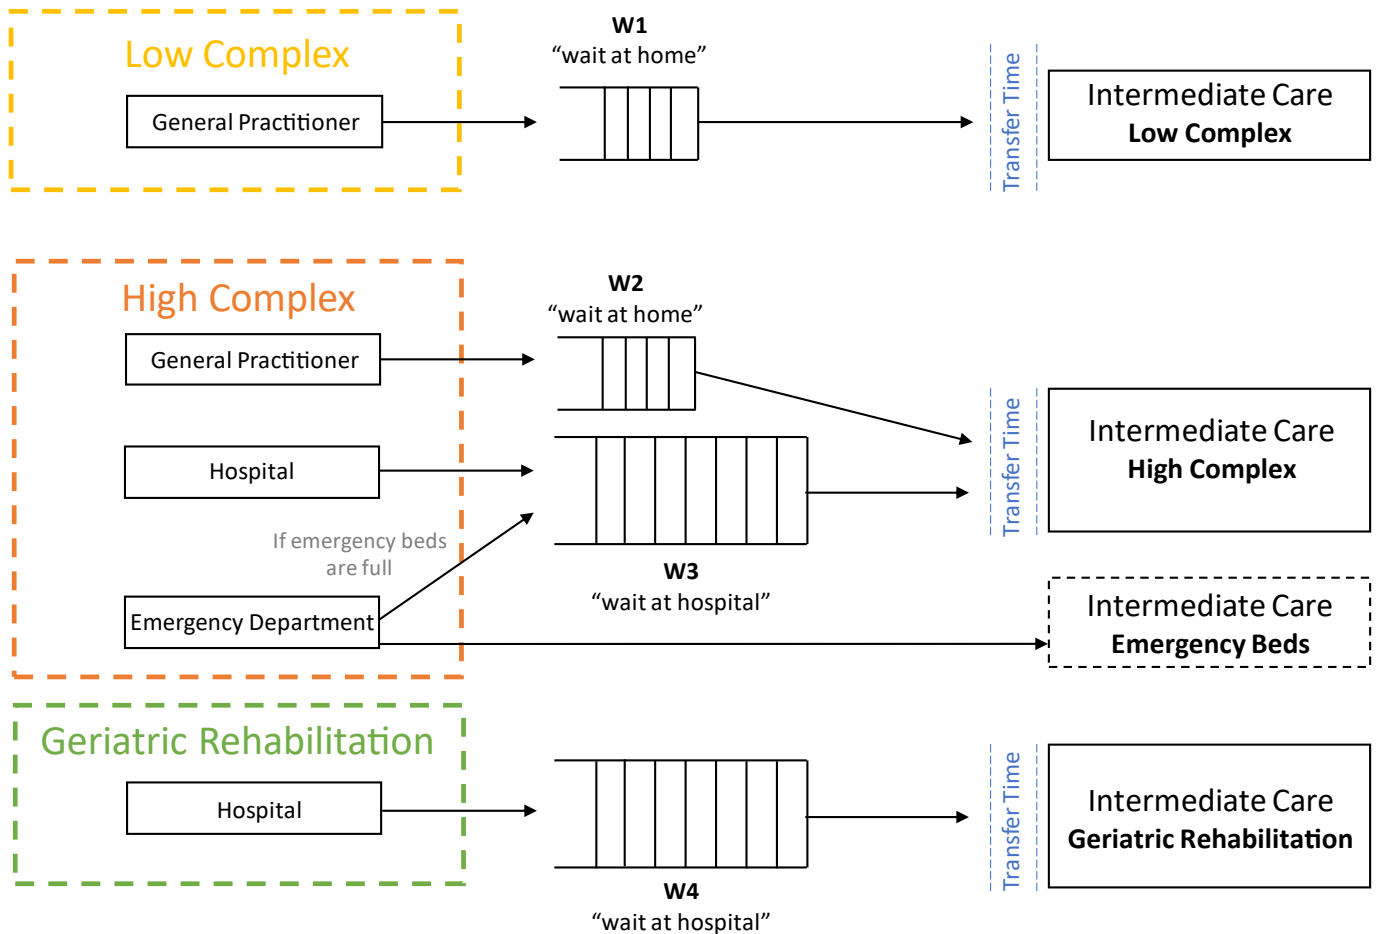 Low Complex
General Practitioner
W1
“wait at home”
Transfer Time
Intermediate Care
Low Complex
High Complex
General Practitioner
Hospital
If emergency beds
are full
Emergency Department
W2
“wait at home”
W3
“wait at hospital”
Transfer Time
Intermediate Care
High Complex
Intermediate Care
Emergency Beds
Geriatric Rehabilitation
Hospital
W4
“wait at hospital”
Transfer Time
Intermediate Care
Geriatric Rehabilitation